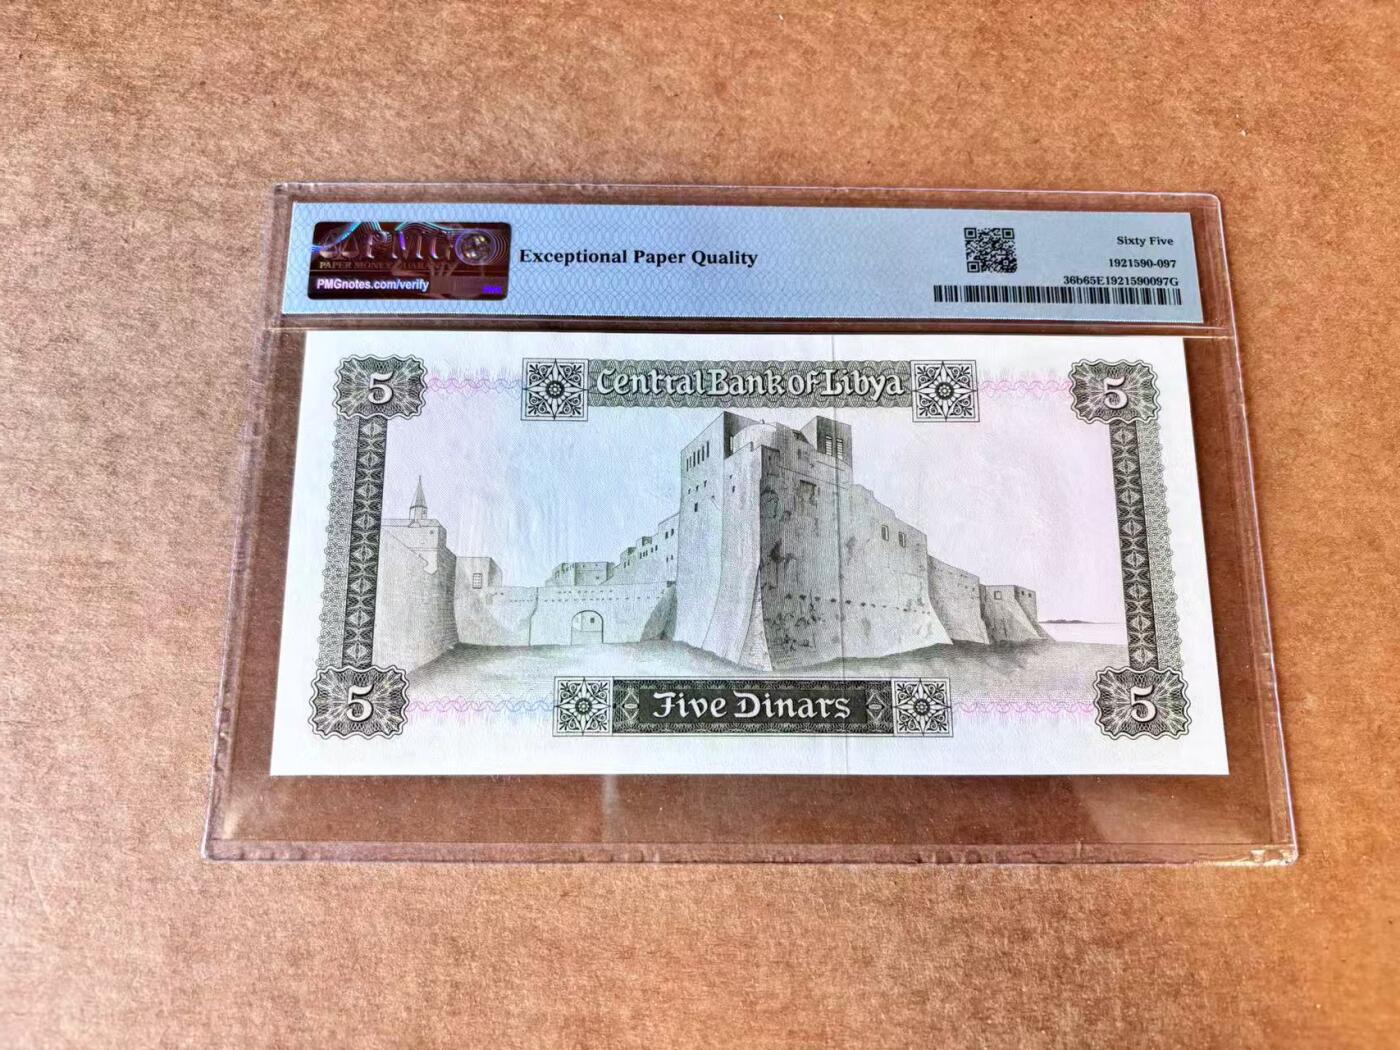 PMG
PAPER MONEY GUARANTY
PMGnotes.com/verify
Exceptional Paper Quality
Sixty Five
1921590-097
36b65E1921590097G
5 Central Bank of Libya 5
5 Five Dinars 5